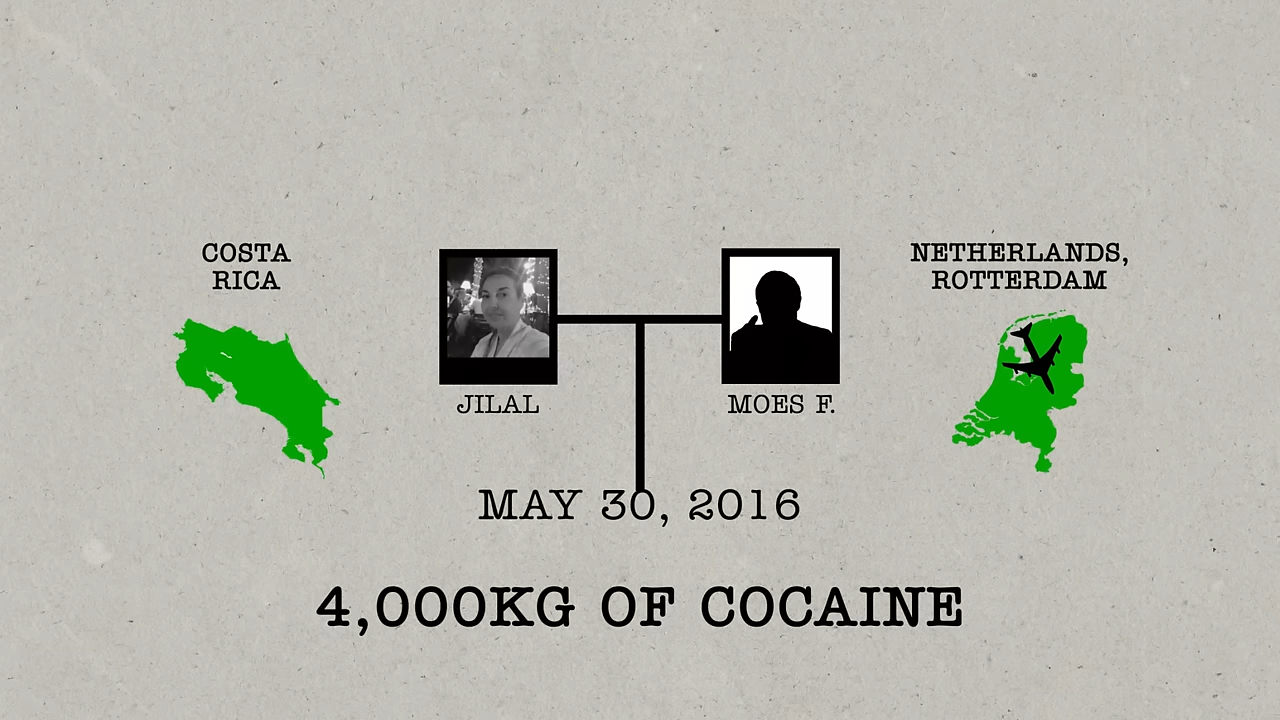 COSTA
RICA
JILAL
MOES F.
NETHERLANDS,
ROTTERDAM
MAY 30, 2016
4,000KG OF COCAINE